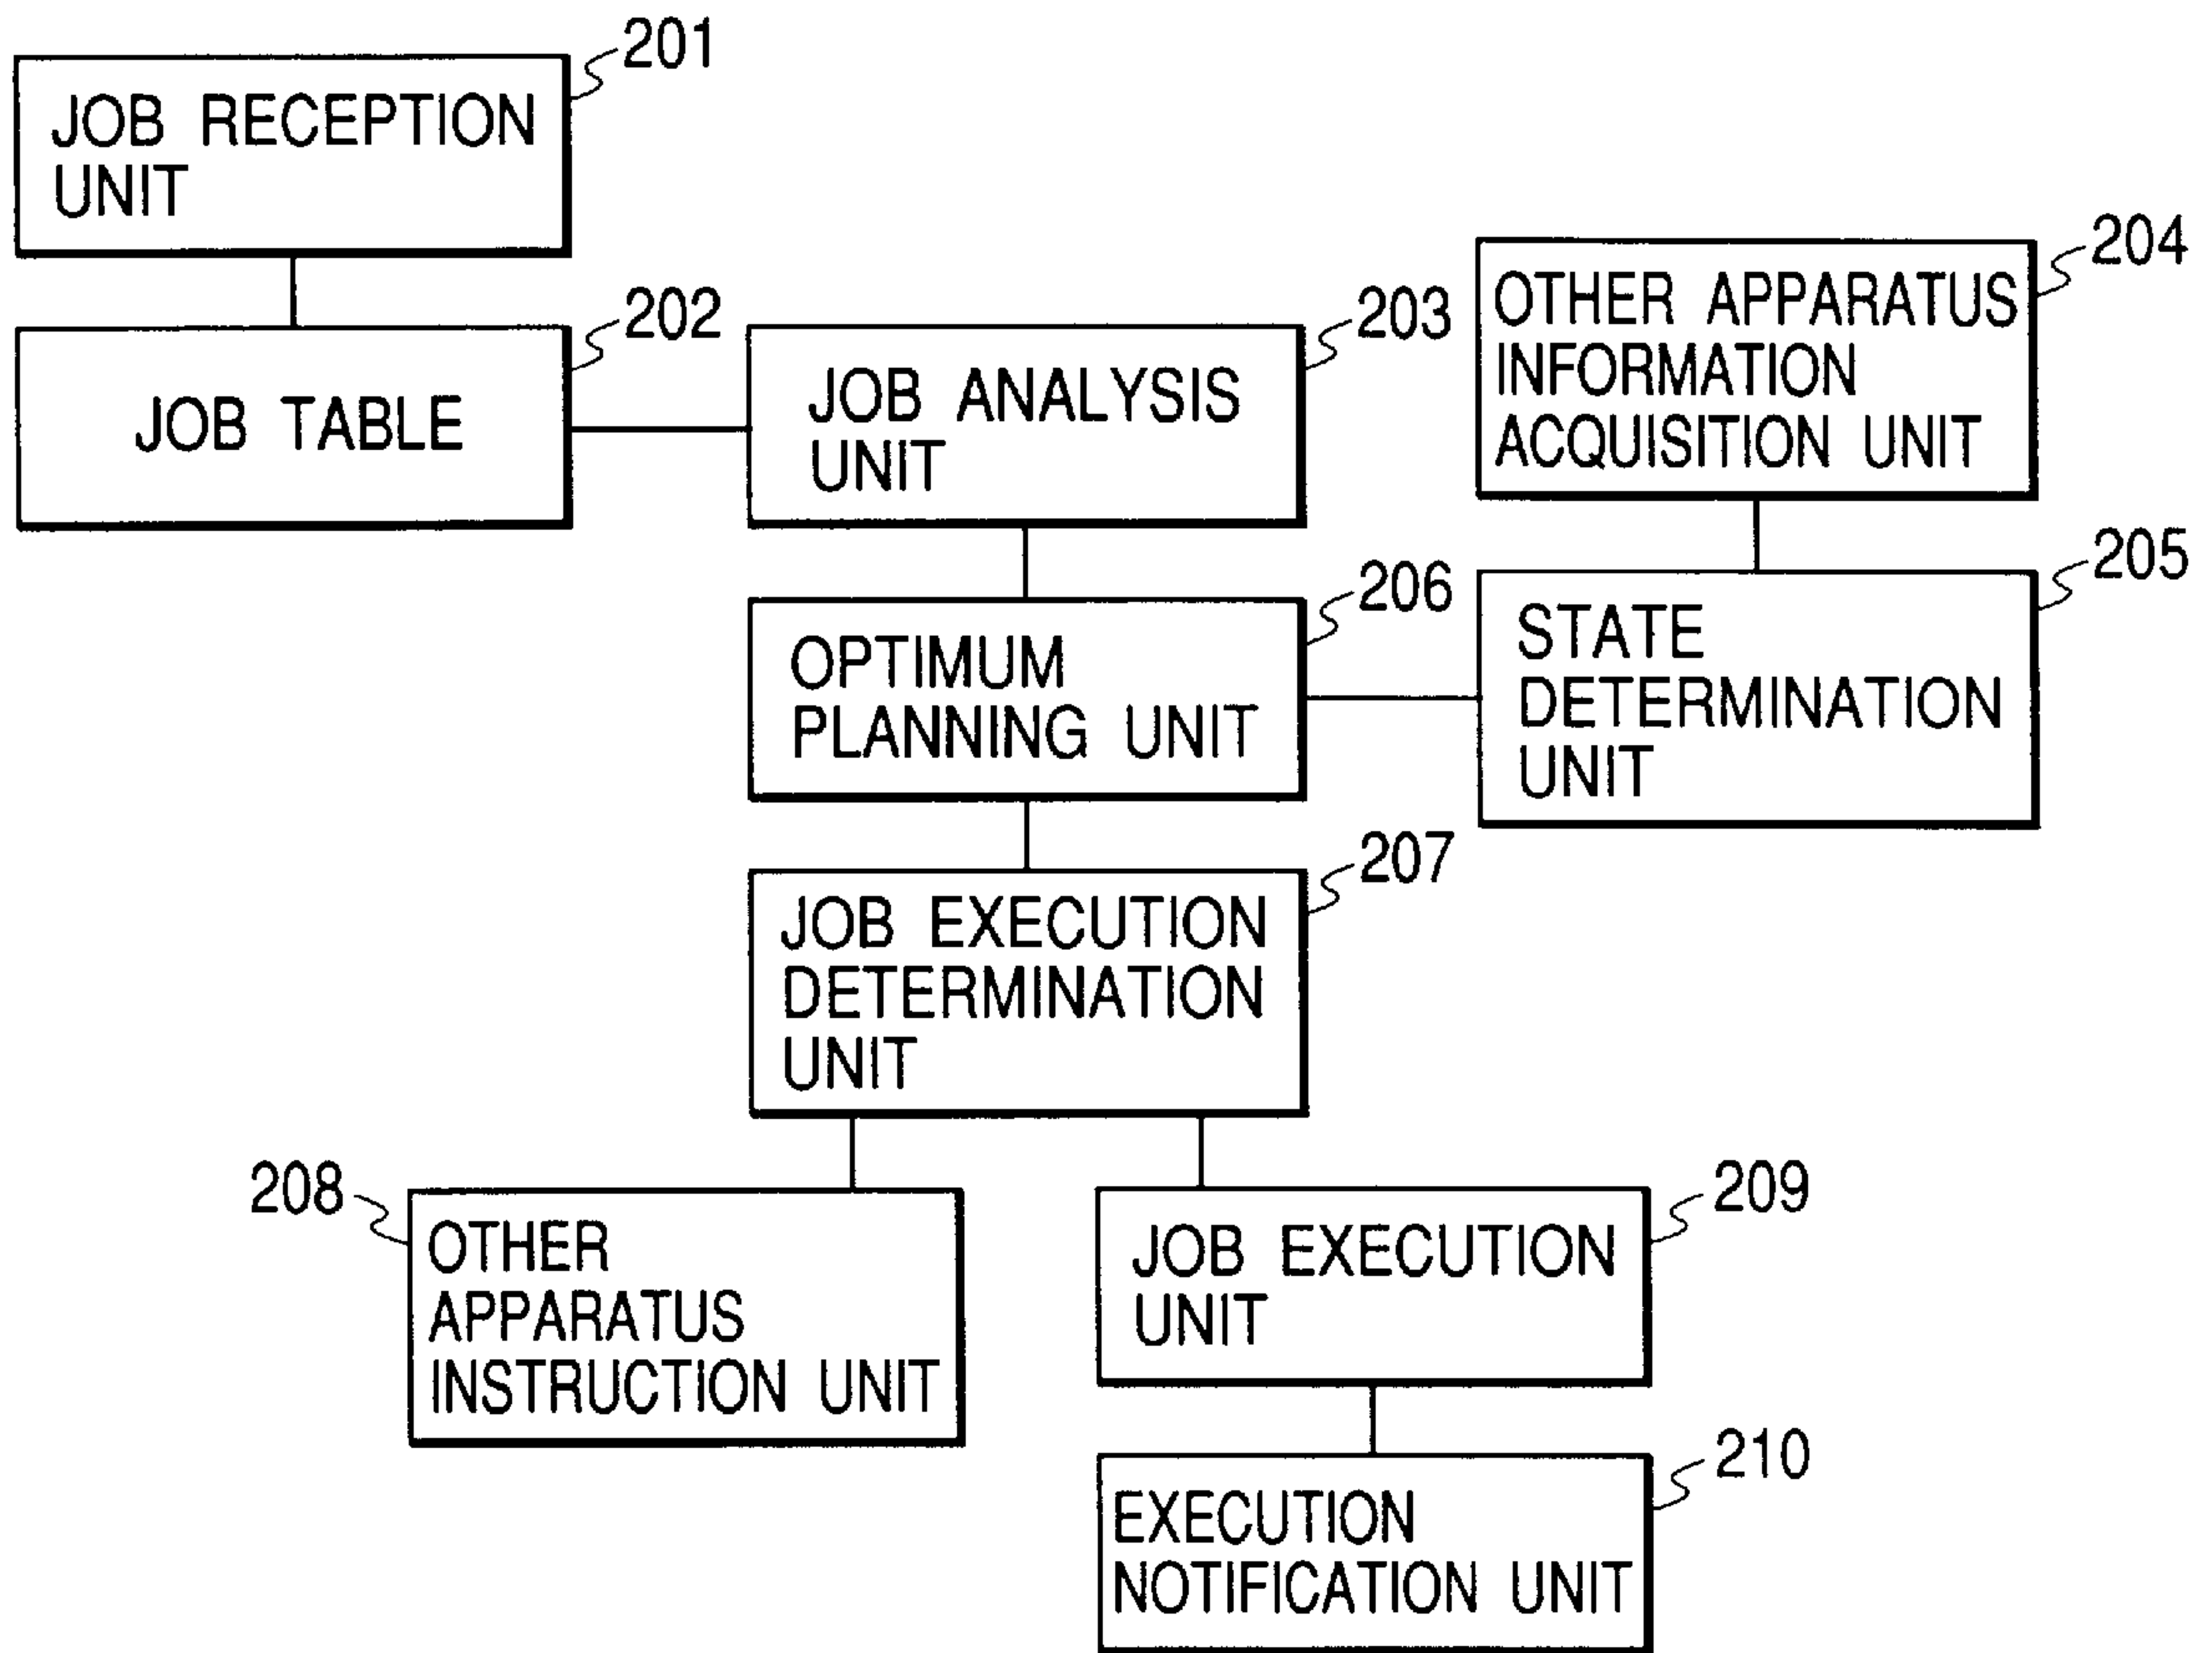 201
JOB RECEPTION
UNIT
202
JOB TABLE
203
JOB ANALYSIS
UNIT
204
OTHER APPARATUS
INFORMATION
ACQUISITION UNIT
205
STATE
DETERMINATION
UNIT
206
OPTIMUM
PLANNING UNIT
207
JOB EXECUTION
DETERMINATION
UNIT
208
OTHER
APPARATUS
INSTRUCTION UNIT
209
JOB EXECUTION
UNIT
210
EXECUTION
NOTIFICATION UNIT